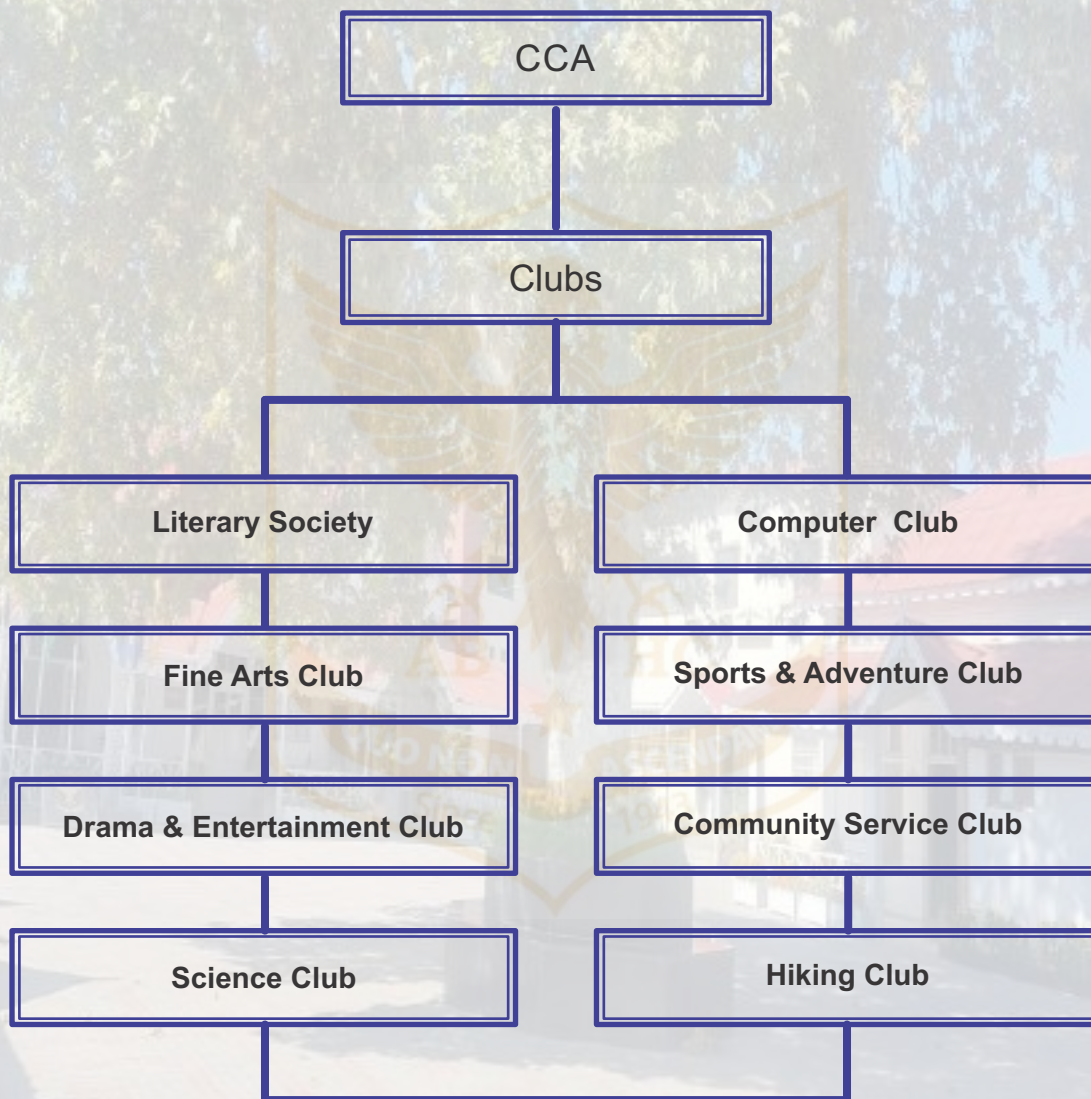 CCA
Clubs
Literary Society
Computer Club
Fine Arts Club
Sports & Adventure Club
Drama & Entertainment Club
Community Service Club
Science Club
Hiking Club
SINCE